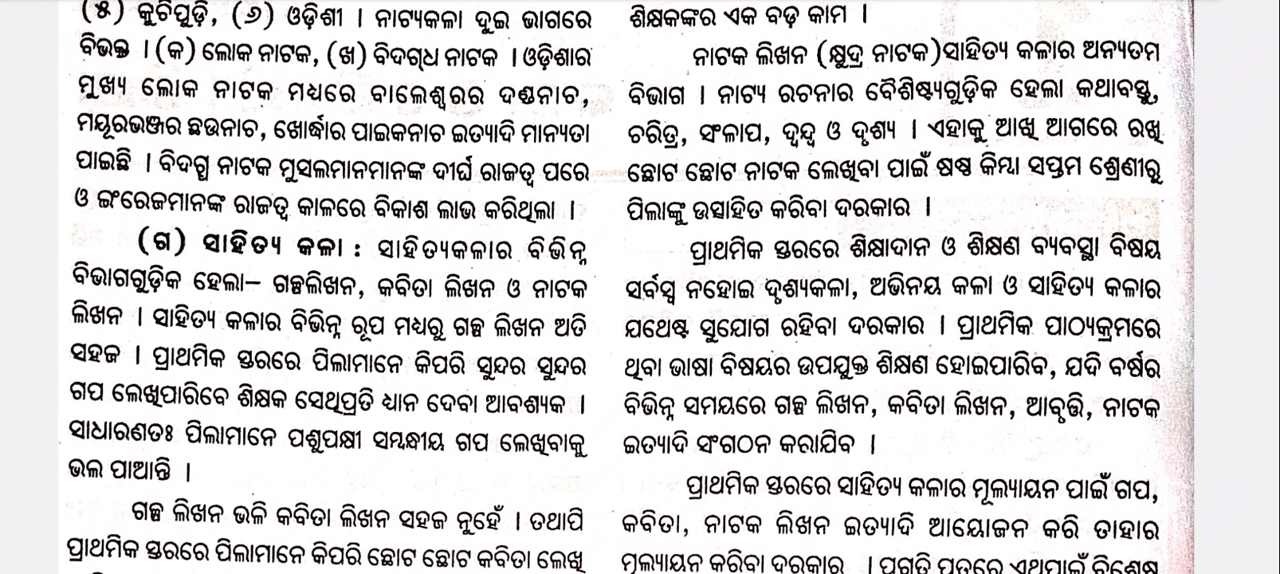 (୫) କୁଚିପୁଡ଼ି, (୬) ଓଡ଼ିଶୀ । ନାଟ୍ୟକଳା ଦୁଇ ଭାଗରେ
ବିଭକ୍ତ । (କ) ଲୋକ ନାଟକ, (ଖ) ବିଦଗ୍ଧ ନାଟକ । ଓଡ଼ିଶାର
ମୁଖ୍ୟ ଲୋକ ନାଟକ ମଧ୍ୟରେ ବାଲେଶ୍ୱରର ଦଣ୍ଡନାଚ,
ମୟୂରଭଞ୍ଜର ଛଉନାଚ, ଖୋର୍ଦ୍ଧାର ପାଇକନାଚ ଇତ୍ୟାଦି ମାନ୍ୟତା
ପାଇଛି । ବିଦଗ୍ଧ ନାଟକ ମୁସଲମାନମାନଙ୍କ ଦୀର୍ଘ ରାଜତ୍ୱ ପରେ
ଓ ଇଂରେଜମାନଙ୍କ ରାଜତ୍ୱ କାଳରେ ବିକାଶ ଲାଭ କରିଥିଲା ।
(ଗ) ସାହିତ୍ୟ କଳା : ସାହିତ୍ୟକଳାର ବିଭିନ୍ନ
ବିଭାଗଗୁଡ଼ିକ ହେଲା– ଗଳ୍ପଲିଖନ, କବିତା ଲିଖନ ଓ ନାଟକ
ଲିଖନ । ସାହିତ୍ୟ କଳାର ବିଭିନ୍ନ ରୂପ ମଧ୍ୟରୁ ଗଳ୍ପ ଲିଖନ ଅତି
ସହଜ । ପ୍ରାଥମିକ ସ୍ତରରେ ପିଲାମାନେ କିପରି ସୁନ୍ଦର ସୁନ୍ଦର
ଗପ ଲେଖିପାରିବେ ଶିକ୍ଷକ ସେଥିପ୍ରତି ଧ୍ୟାନ ଦେବା ଆବଶ୍ୟକ ।
ସାଧାରଣତଃ ପିଲାମାନେ ପଶୁପକ୍ଷୀ ସମ୍ବନ୍ଧୀୟ ଗପ ଲେଖିବାକୁ
ଭଲ ପାଆନ୍ତି ।
ଗଳ୍ପ ଲିଖନ ଭଳି କବିତା ଲିଖନ ସହଜ ନୁହେଁ । ତଥାପି
ପ୍ରାଥମିକ ସ୍ତରରେ ପିଲାମାନେ କିପରି ଛୋଟ ଛୋଟ କବିତା ଲେଖି
ଶିକ୍ଷକଙ୍କର ଏକ ବଡ଼ କାମ ।
ନାଟକ ଲିଖନ (କ୍ଷୁଦ୍ର ନାଟକ)ସାହିତ୍ୟ କଳାର ଅନ୍ୟତମ
ବିଭାଗ । ନାଟ୍ୟ ରଚନାର ବୈଶିଷ୍ଟ୍ୟଗୁଡ଼ିକ ହେଲା କଥାବସ୍ତୁ,
ଚରିତ୍ର, ସଂଳାପ, ଦ୍ୱନ୍ଦ୍ୱ ଓ ଦୃଶ୍ୟ । ଏହାକୁ ଆଖି ଆଗରେ ରଖି
ଛୋଟ ଛୋଟ ନାଟକ ଲେଖିବା ପାଇଁ ଷଷ୍ଠ କିମ୍ବା ସପ୍ତମ ଶ୍ରେଣୀରୁ
ପିଲାଙ୍କୁ ଉତ୍ସାହିତ କରିବା ଦରକାର ।
ପ୍ରାଥମିକ ସ୍ତରରେ ଶିକ୍ଷାଦାନ ଓ ଶିକ୍ଷଣ ବ୍ୟବସ୍ଥା ବିଷୟ
ସର୍ବସ୍ୱ ନହୋଇ ଦୃଶ୍ୟକଳା, ଅଭିନୟ କଳା ଓ ସାହିତ୍ୟ କଳାର
ଯଥେଷ୍ଟ ସୁଯୋଗ ରହିବା ଦରକାର । ପ୍ରାଥମିକ ପାଠ୍ୟକ୍ରମରେ
ଥିବା ଭାଷା ବିଷୟର ଉପଯୁକ୍ତ ଶିକ୍ଷଣ ହୋଇପାରିବ, ଯଦି ବର୍ଷର
ବିଭିନ୍ନ ସମୟରେ ଗଳ୍ପ ଲିଖନ, କବିତା ଲିଖନ, ଆବୃତ୍ତି, ନାଟକ
ଇତ୍ୟାଦି ସଂଗଠନ କରାଯିବ ।
ପ୍ରାଥମିକ ସ୍ତରରେ ସାହିତ୍ୟ କଳାର ମୂଲ୍ୟାୟନ ପାଇଁ ଗପ,
କବିତା, ନାଟକ ଲିଖନ ଇତ୍ୟାଦି ଆୟୋଜନ କରି ତାହାର
ମୂଲ୍ୟାୟନ କରିବା ଦରକାର । ପ୍ରଗତି ପତ୍ରରେ ଏଥିପାଇଁ ବିଶେଷ